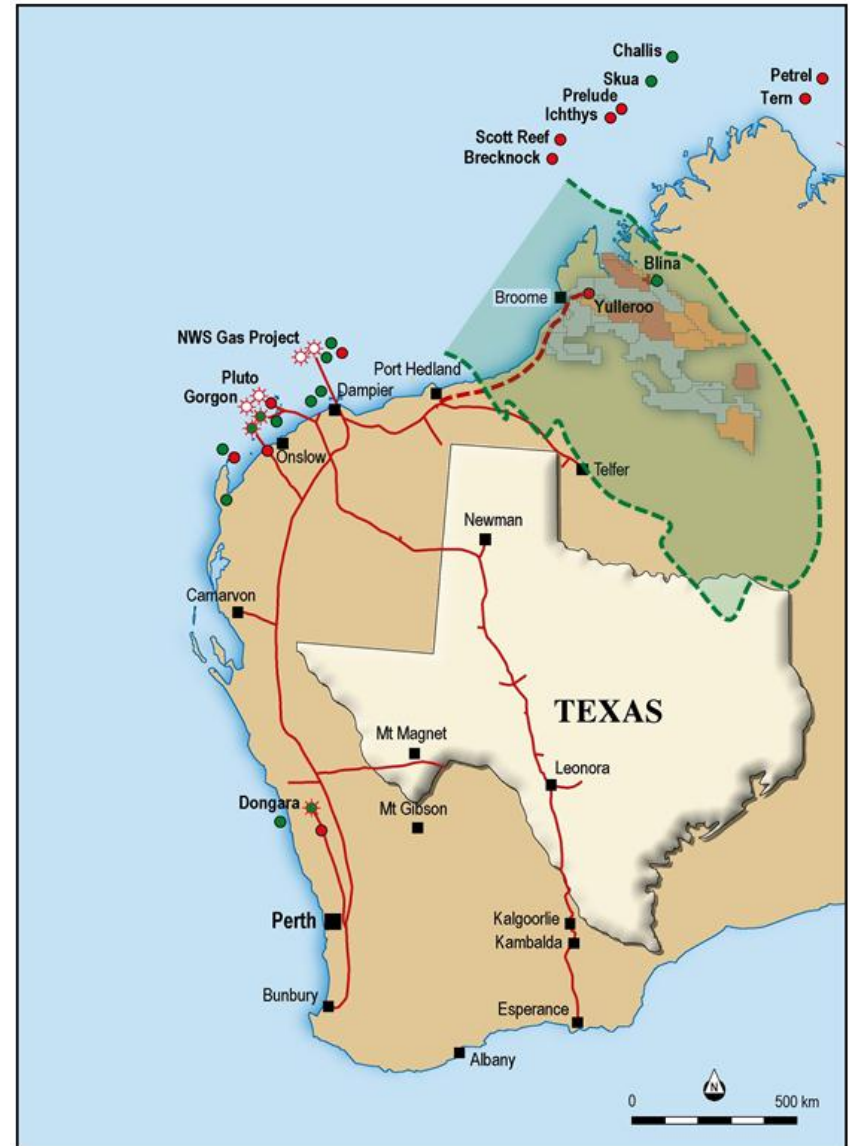 Challis
Skua
Petrel
Prelude
Tern
Ichthys
Scott Reef
Brecknock
Blina
Broome
Yulleroo
NWS Gas Project
Port Hedland
Pluto
Dampier
Gorgon
Onslow
Telfer
Newman
Carnarvon
TEXAS
Mt Magnet
Leonora
Dongara
Mt Gibson
Perth
Kalgoorlie
Kambalda
Bunbury
Esperance
Albany
N
0 500 km